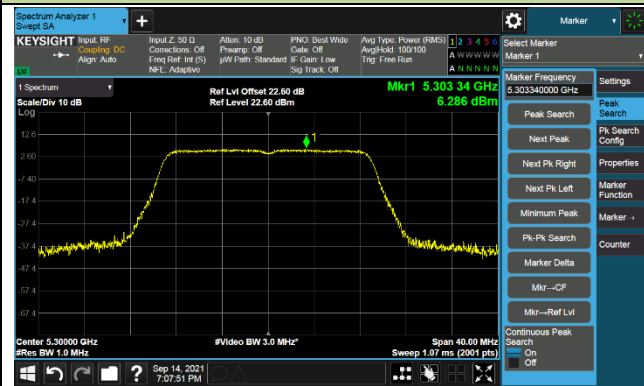 Spectrum Analyzer 1
Swept SA
Marker
KEYSIGHT
Input: RF
Coupling: DC
Align: Auto
Input Z: 50 Ω
Corrections: Off
Freq Ref: Int (S)
NFE: Adaptive
Atten: 10 dB
Preamp: Off
µW Path: Standard
PNO: Best Wide
Gate: Off
IF Gain: Low
Sig Track: Off
Avg Type: Power (RMS)
Avg|Hold: 100/100
Trig: Free Run
1 2 3 4 5 6
A W W W W W
A N N N N N
LXI
Select Marker
Marker 1
1 Spectrum
Scale/Div 10 dB
Log
Ref Lvl Offset 22.60 dB
Ref Level 22.60 dBm
Mkr1 5.303 34 GHz
6.286 dBm
12.6
2.60
-7.40
-17.4
-27.4
-37.4
-47.4
-57.4
-67.4
1
Center 5.30000 GHz
#Res BW 1.0 MHz
#Video BW 3.0 MHz*
Span 40.00 MHz
Sweep 1.07 ms (2001 pts)
Marker Frequency
5.303340000 GHz
Peak Search
Next Peak
Next Pk Right
Next Pk Left
Minimum Peak
Pk-Pk Search
Marker Delta
Mkr→CF
Mkr→Ref Lvl
Continuous Peak
Search
On
Off
Settings
Peak
Search
Pk Search
Config
Properties
Marker
Function
Marker→
Counter
Sep 14, 2021
7:07:51 PM